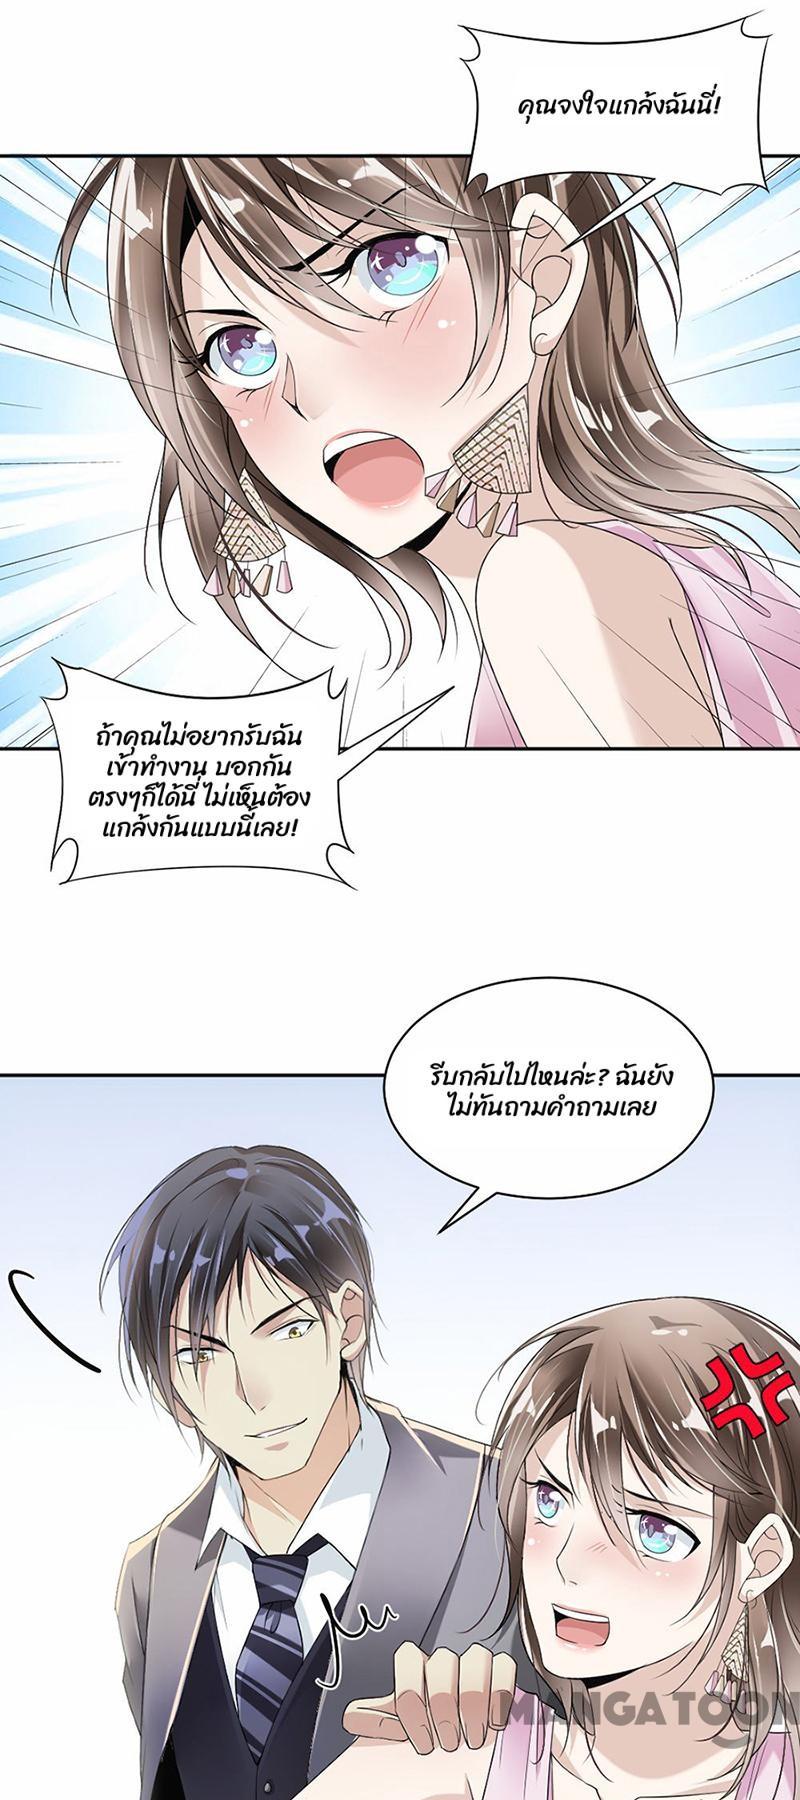 คุณจงใจแกล้งฉันนี่!
ถ้าคุณไม่อยากรับฉัน
เข้าทำงาน บอกกัน
ตรงๆก็ได้นี่ ไม่เห็นต้อง
แกล้งกันแบบนี้เลย!
รีบกลับไปไหนล่ะ? ฉันยัง
ไม่ทันถามคำถามเลย
MANGATOON